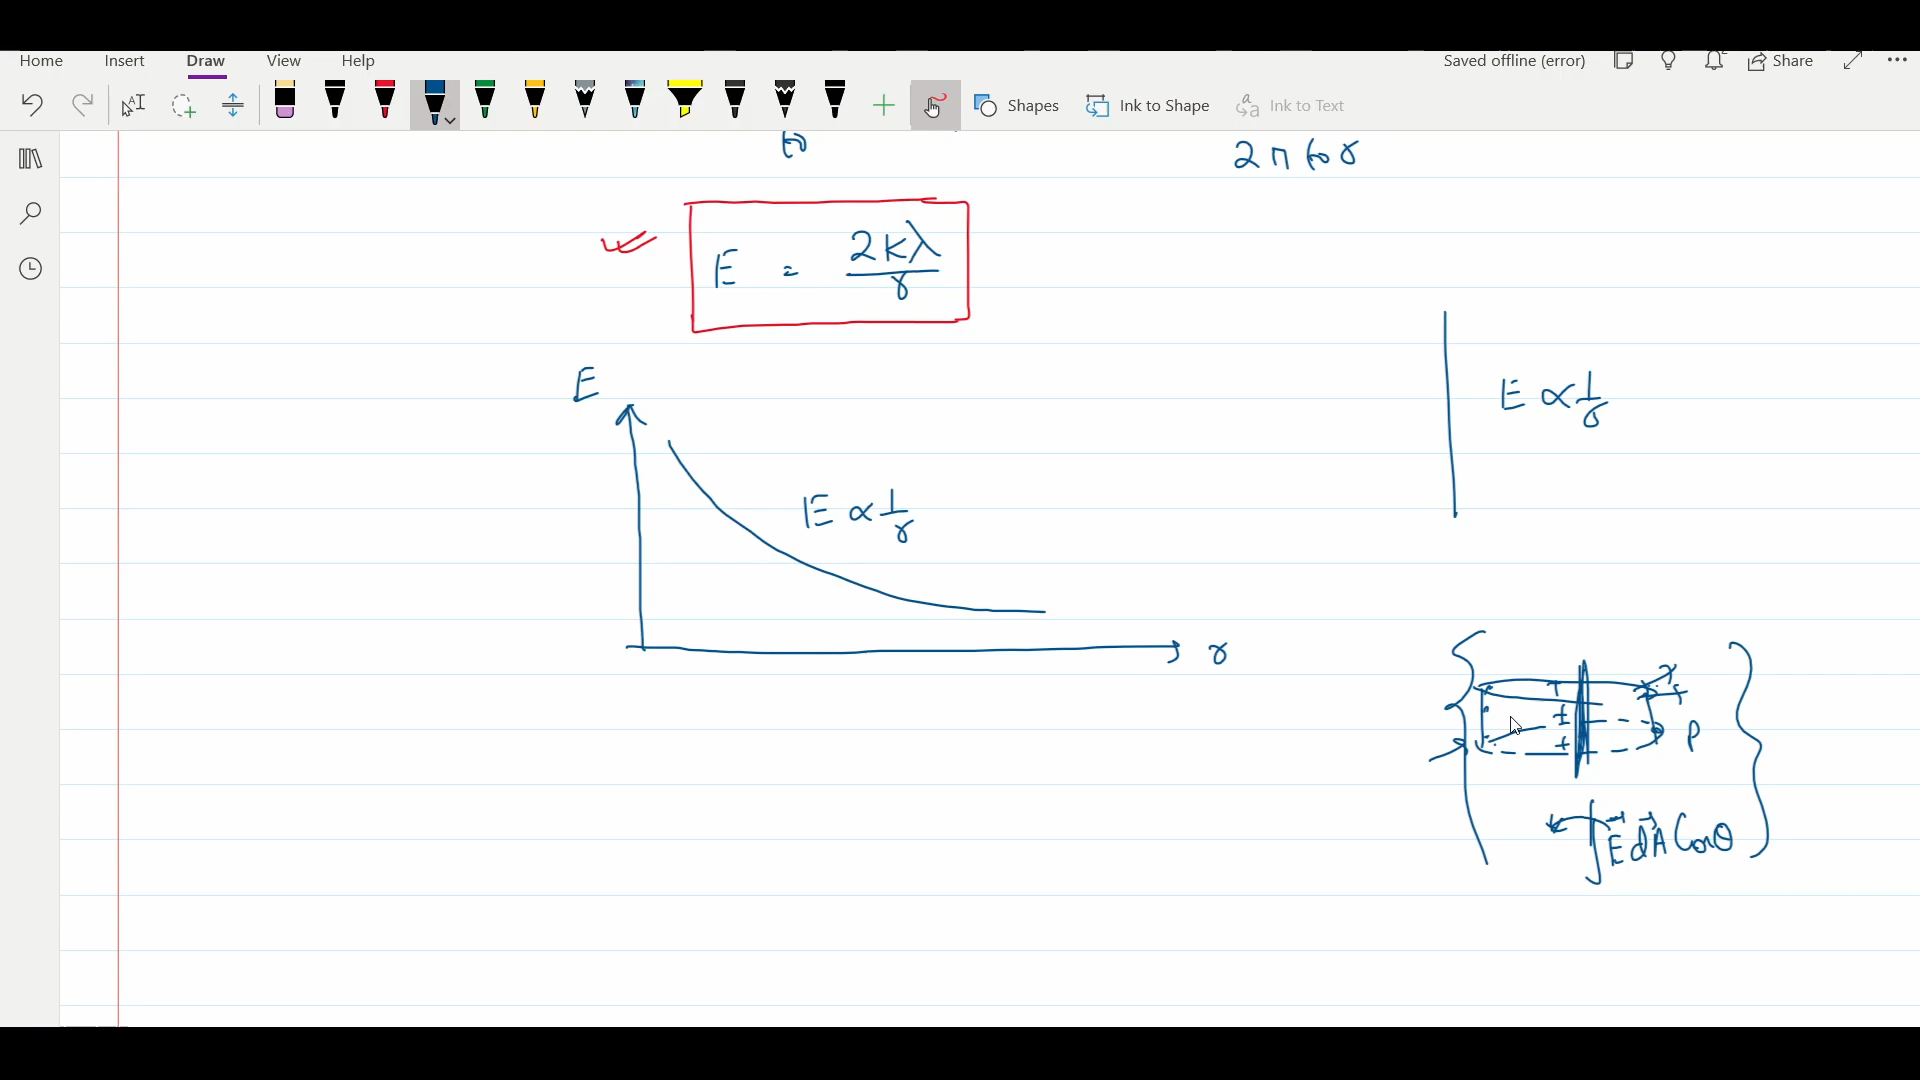 Home Insert Draw View Help Saved offline (error) Share
Shapes Ink to Shape Ink to Text
ϵ0 2πϵ0r
E = 2kλ/r
E
E ∝ 1/r
E ∝ 1/r
r
+
+
+
P
∫E⃗ dA⃗ Cosθ